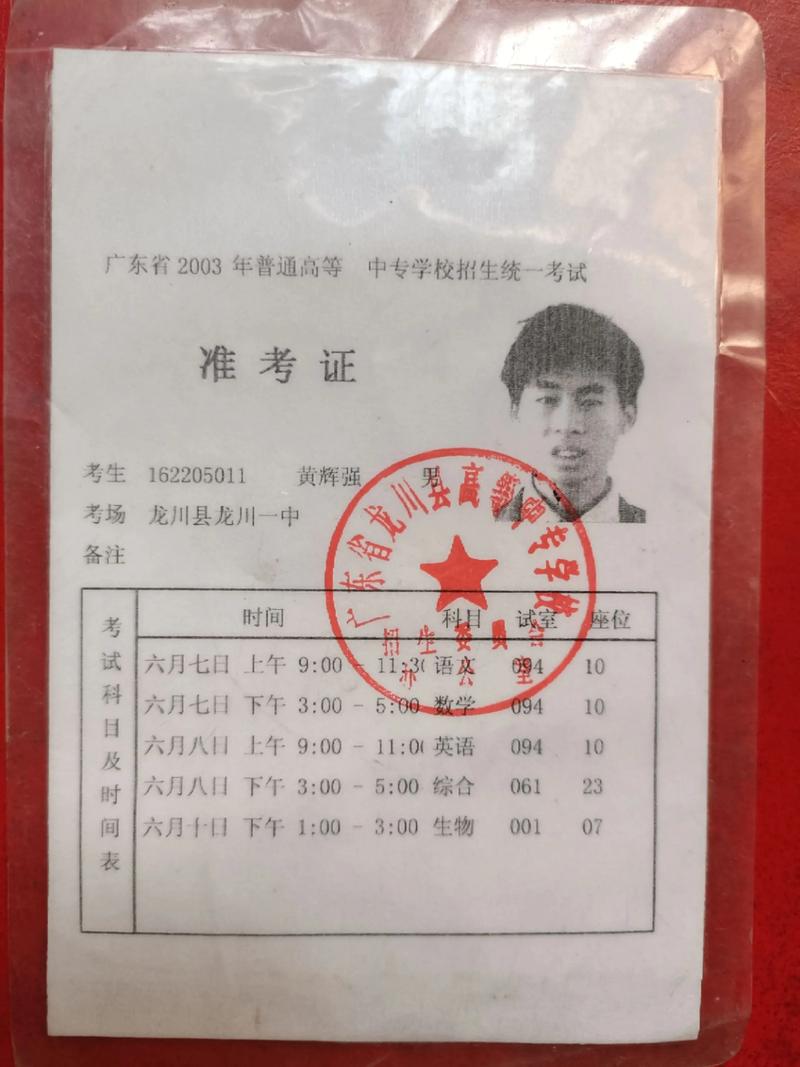 广东省 2003 年普通高等 中专学校招生统一考试
准考证
考生 162205011 黄辉强 男
考场 龙川县龙川一中
备注
考试科目及时间表
时间 科目 试室 座位
六月七日 上午 9:00 - 11:30 语文 094 10
六月七日 下午 3:00 - 5:00 数学 094 10
六月八日 上午 9:00 - 11:00 英语 094 10
六月八日 下午 3:00 - 5:00 综合 061 23
六月十日 下午 1:00 - 3:00 生物 001 07
广东省龙川县高等中专学校
招生委员会
办公室